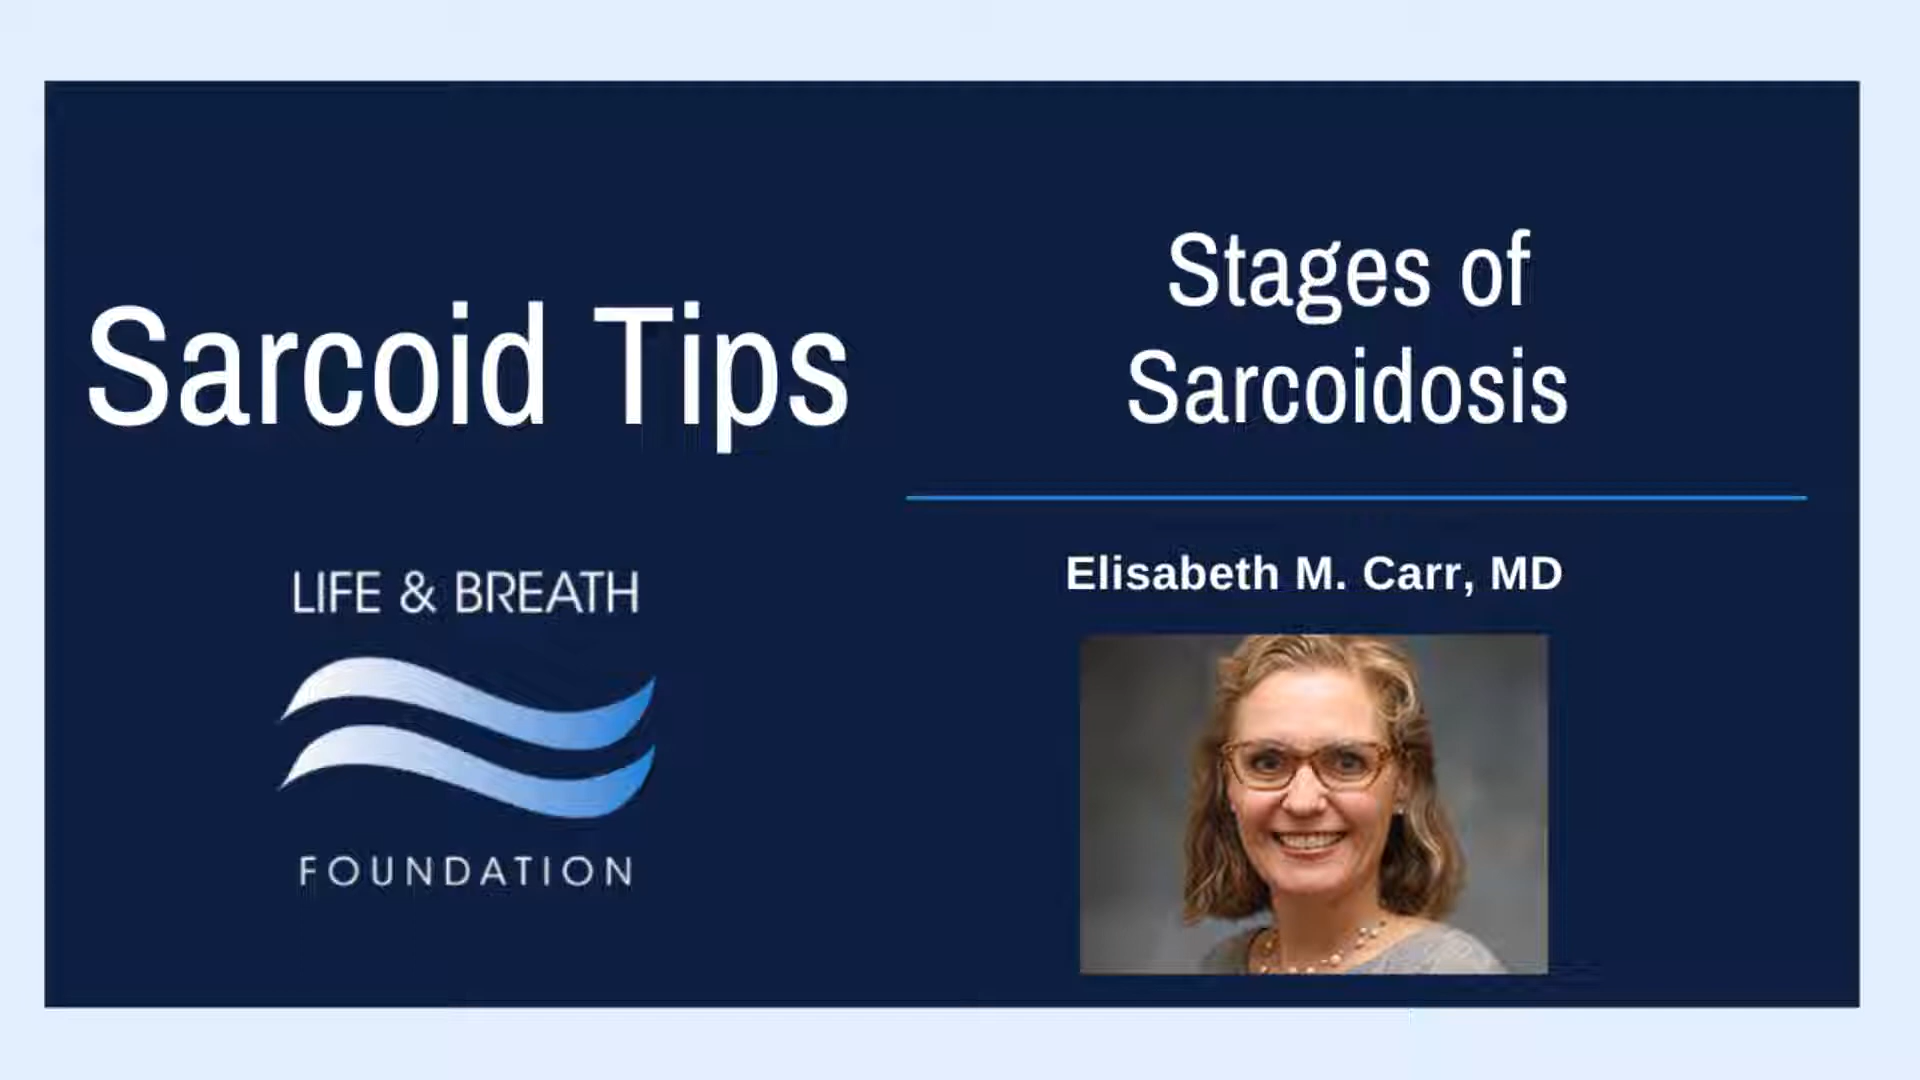 Sarcoid Tips
LIFE & BREATH
FOUNDATION
Stages of
Sarcoidosis
Elisabeth M. Carr, MD